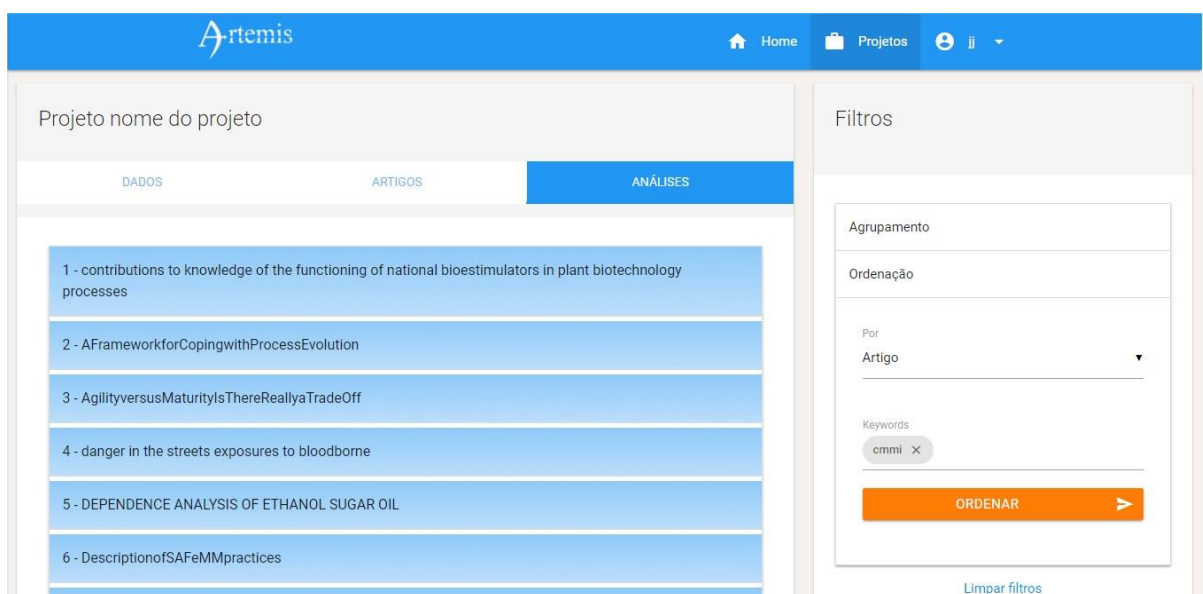 Artemis
Home
Projetos
jj
Projeto nome do projeto
DADOS
ARTIGOS
ANÁLISES
1 - contributions to knowledge of the functioning of national bioestimulators in plant biotechnology
processes
2 - AFrameworkforCopingwithProcessEvolution
3 - AgilityversusMaturityIsThereReallyaTradeOff
4 - danger in the streets exposures to bloodborne
5 - DEPENDENCE ANALYSIS OF ETHANOL SUGAR OIL
6 - DescriptionofSAFeMMpractices
Filtros
Agrupamento
Ordenação
Por
Artigo
Keywords
cmmi
ORDENAR
Limpar filtros